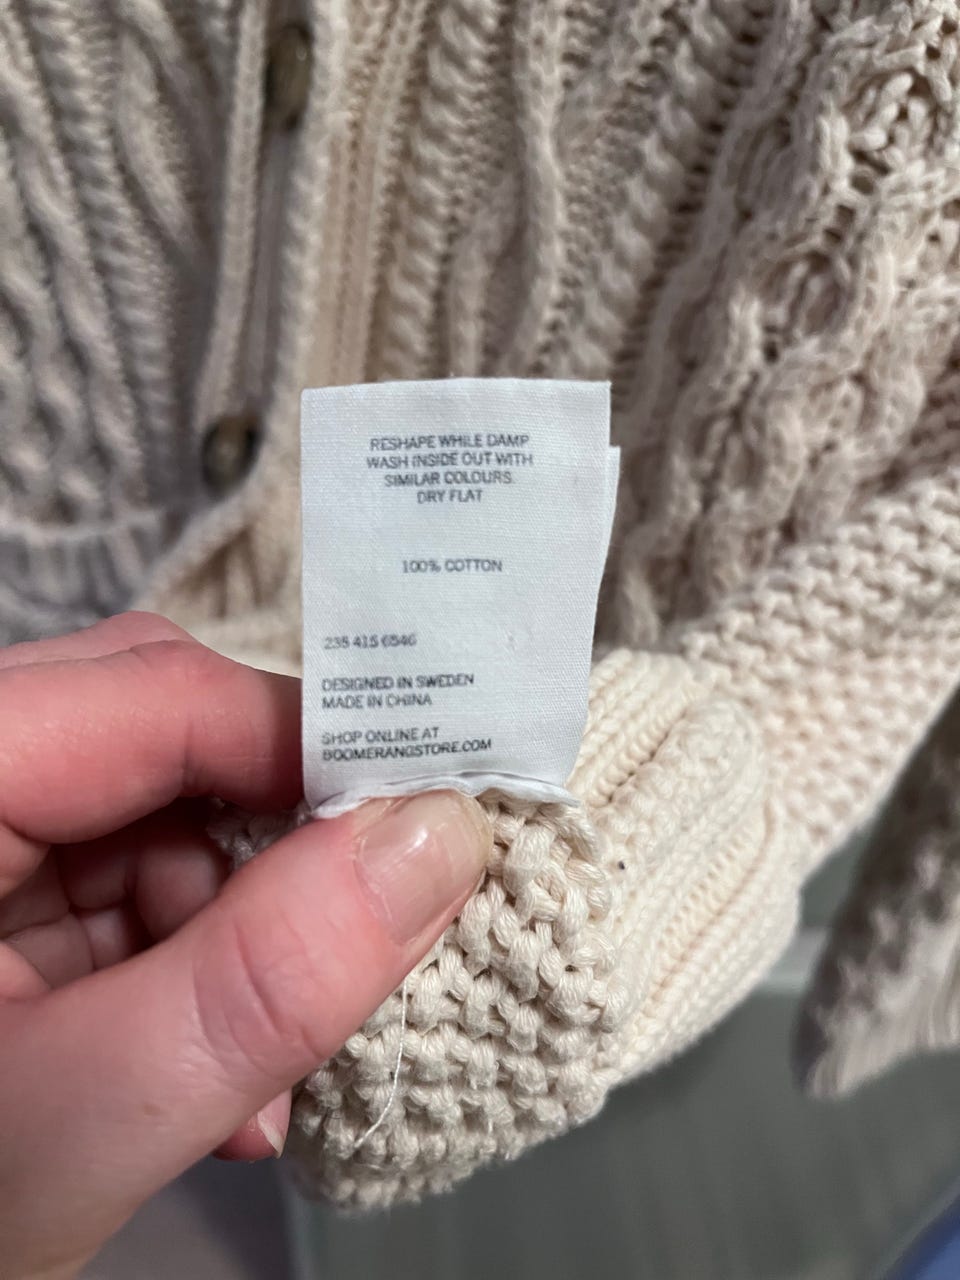 RESHAPE WHILE DAMP
WASH INSIDE OUT WITH
SIMILAR COLOURS.
DRY FLAT
100% COTTON
235 415 6546
DESIGNED IN SWEDEN
MADE IN CHINA
SHOP ONLINE AT
BOOMERANGSTORE.COM